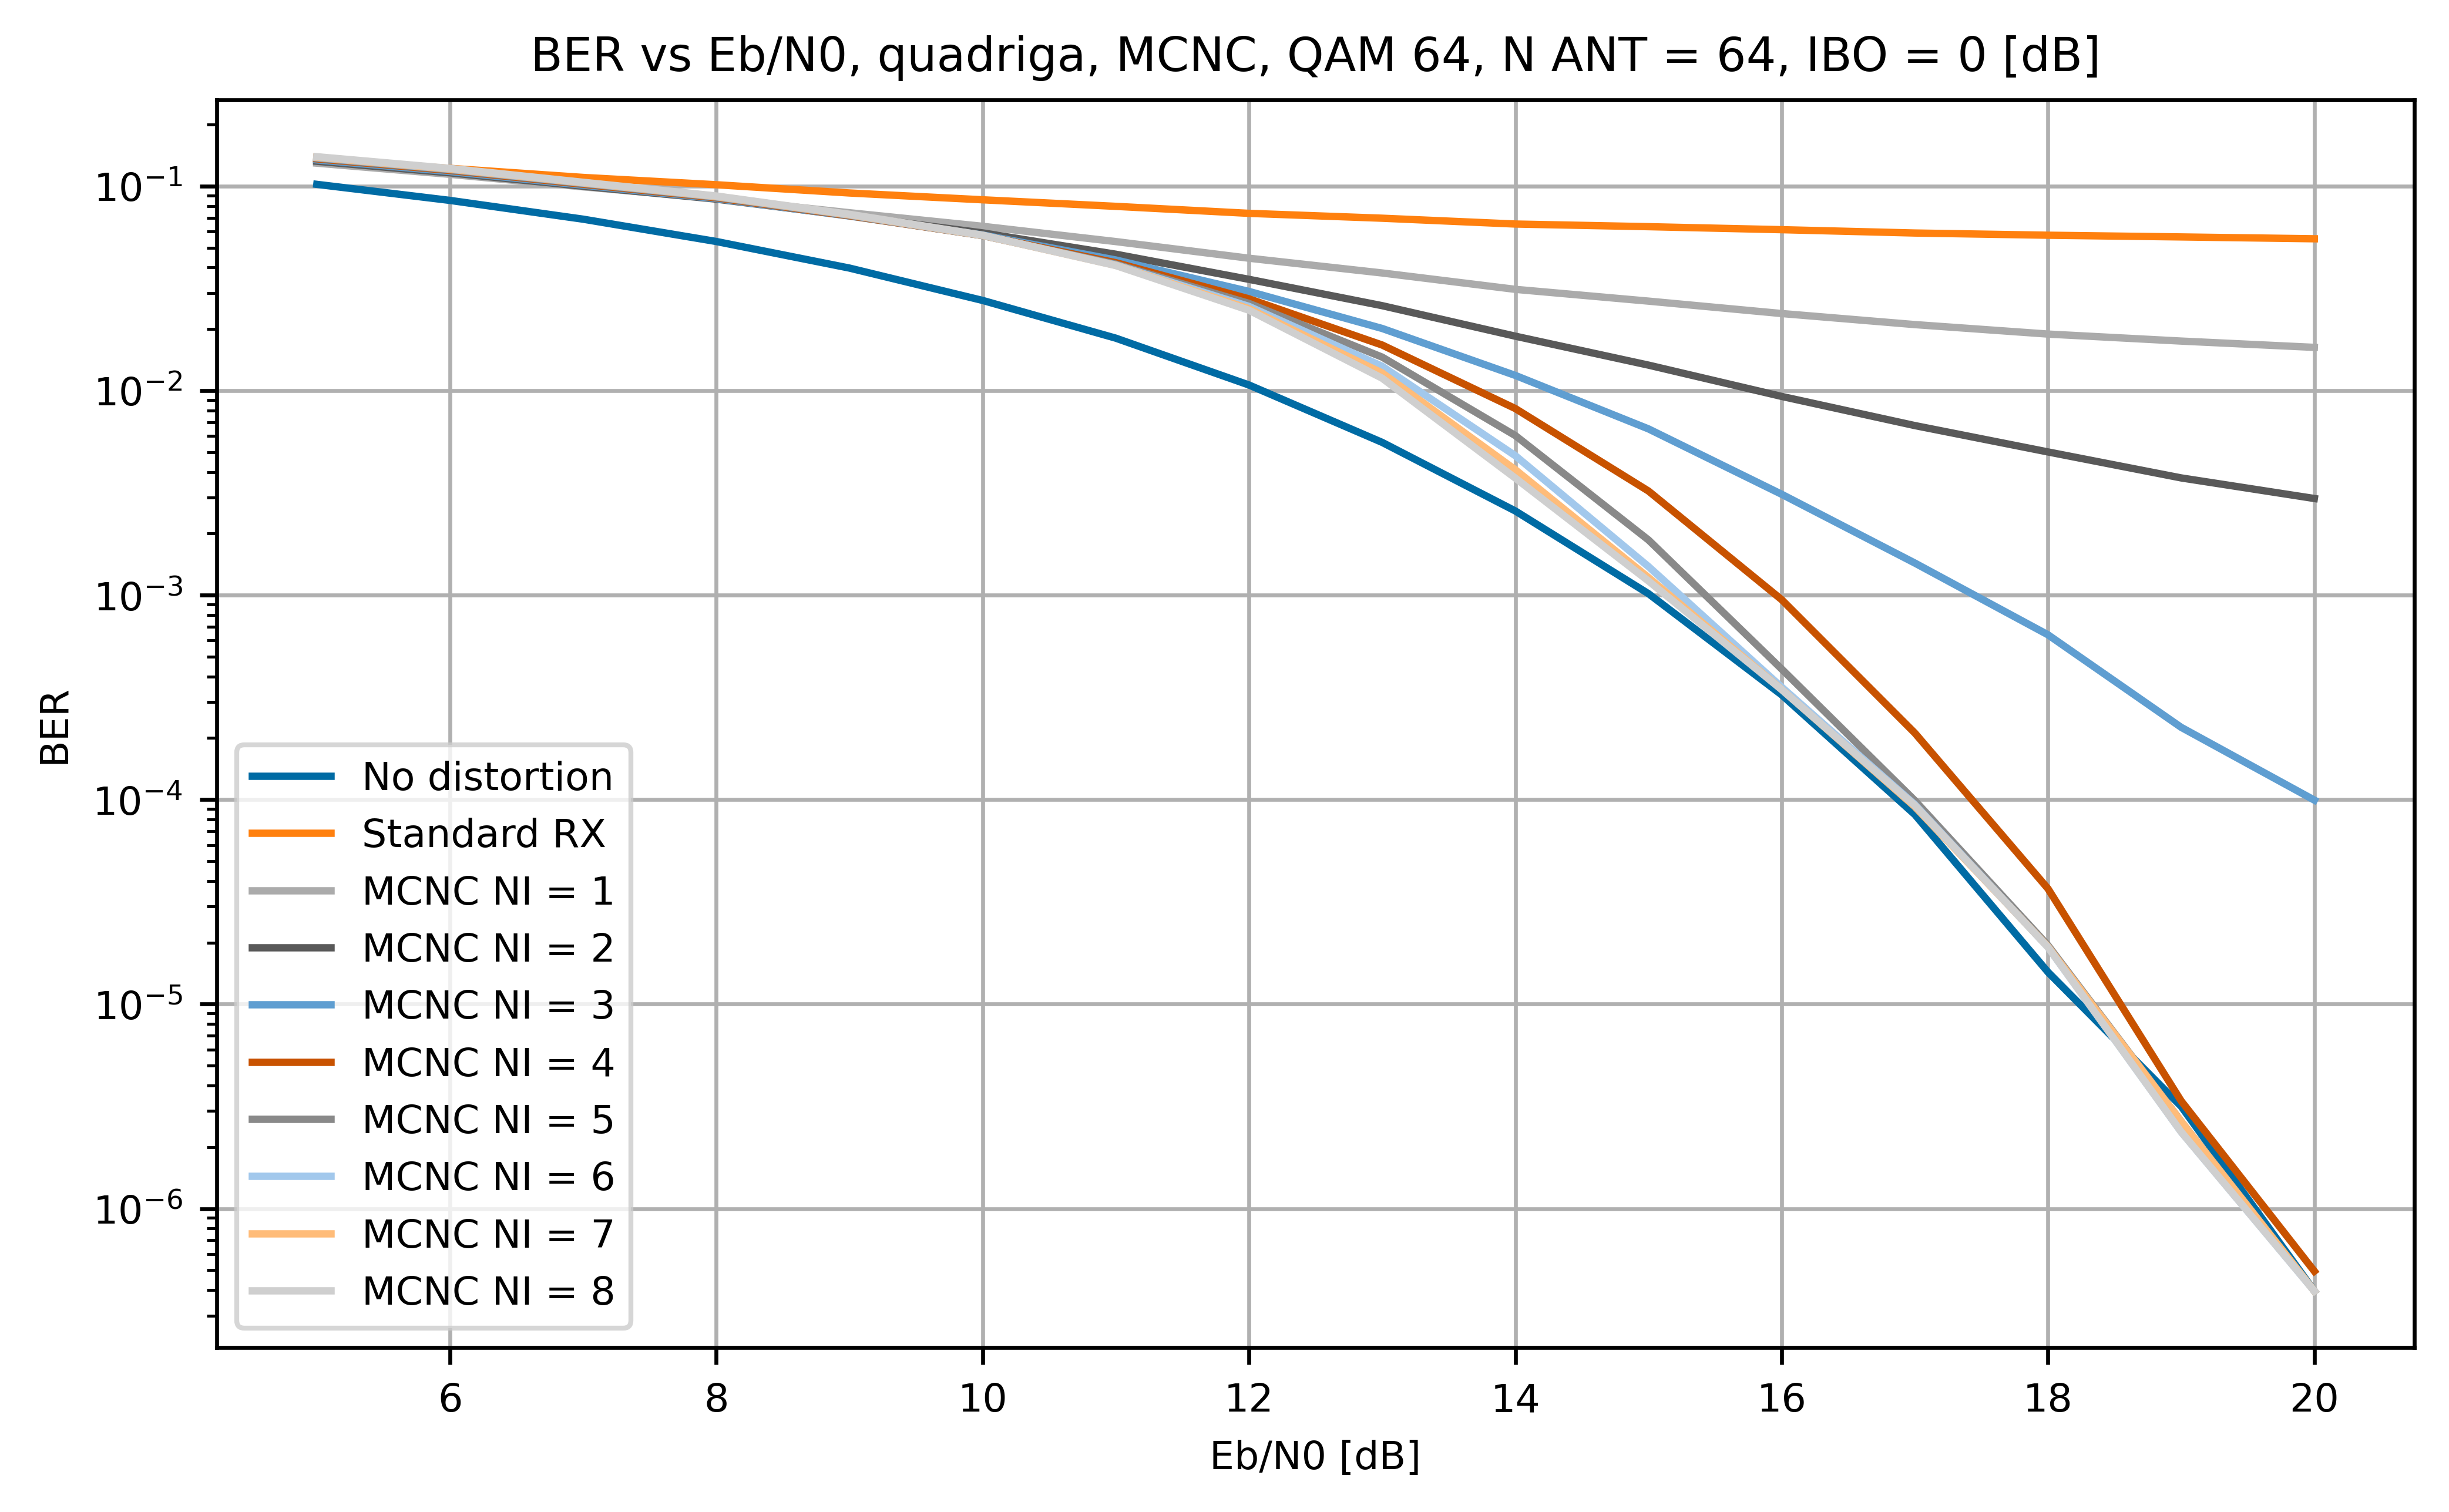 BER vs Eb/N0, quadriga, MCNC, QAM 64, N ANT = 64, IBO = 0 [dB]
BER
10⁻¹
10⁻²
10⁻³
10⁻⁴
10⁻⁵
10⁻⁶
No distortion
Standard RX
MCNC NI = 1
MCNC NI = 2
MCNC NI = 3
MCNC NI = 4
MCNC NI = 5
MCNC NI = 6
MCNC NI = 7
MCNC NI = 8
6 8 10 12 14 16 18 20
Eb/N0 [dB]